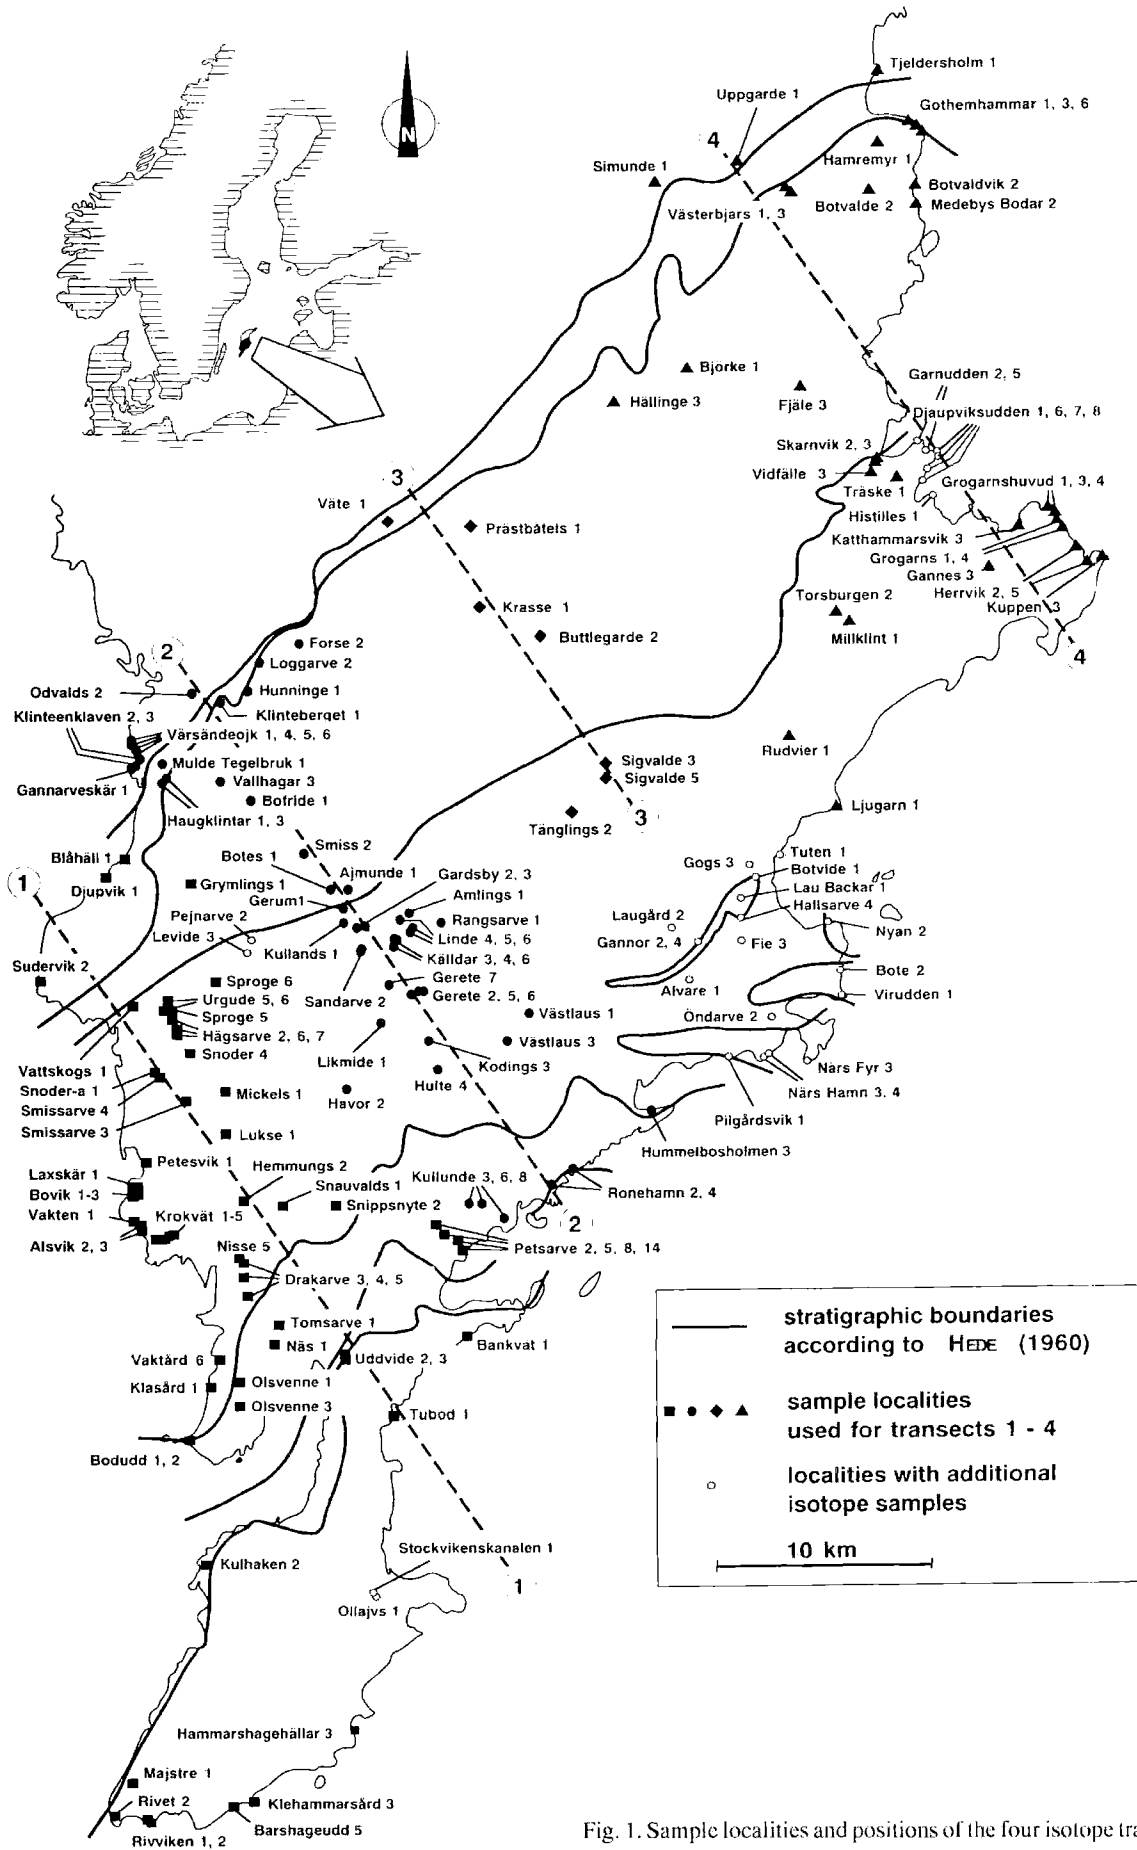 Tjeldersholm 1
Uppgarde 1
Gothemhammar 1, 3, 6
4
N
Hamremyr 1
Simunde 1
Botvaldvik 2
Västerbjars 1, 3
Botvalde 2
Medebys Bodar 2
Björke 1
Garnudden 2, 5
Hällinge 3
Fjäle 3
Djaupviksudden 1, 6, 7, 8
Skarnvik 2, 3
3
Vidfälle 3
Träske 1
Grogarnshuvud 1, 3, 4
Väte 1
Histilles 1
Prästbåtels 1
Katthammarsvik 3
Grogarns 1, 4
Gannes 3
Herrvik 2, 5
Torsburgen 2
Kuppen 3
Krasse 1
Millklint 1
Buttlegarde 2
Forse 2
2
4
Loggarve 2
Odvalds 2
Hunninge 1
Klinteenklaven 2, 3
Klinteberget 1
Värsändeojk 1, 4, 5, 6
Rudvier 1
Mulde Tegelbruk 1
Sigvalde 3
Gannarveskär 1
Vallhagar 3
Sigvalde 5
Bofride 1
Ljugarn 1
Haugklintar 1, 3
3
Tänglings 2
Smiss 2
Blåhäll 1
Botes 1
Tuten 1
Ajmunde 1
Gardsby 2, 3
Gogs 3
Botvide 1
1
Djupvik 1
Grymlings 1
Amlings 1
Lau Backar 1
Gerum1
Hallsarve 4
Pejnarve 2
Rangsarve 1
Laugård 2
Levide 3
Linde 4, 5, 6
Nyan 2
Kullands 1
Gannor 2, 4
Fie 3
Källdar 3, 4, 6
Sudervik 2
Bote 2
Sproge 6
Gerete 7
Alvare 1
Urgude 5, 6
Sandarve 2
Gerete 2, 5, 6
Virudden 1
Sproge 5
Västlaus 1
Öndarve 2
Hägsarve 2, 6, 7
Snoder 4
Likmide 1
Västlaus 3
Vattskogs 1
Kodings 3
Närs Fyr 3
Snoder-a 1
Hulte 4
Mickels 1
Havor 2
Närs Hamn 3, 4
Smissarve 4
Pilgårdsvik 1
Smissarve 3
Lukse 1
Hummelbosholmen 3
Petesvik 1
Hemmungs 2
Laxskär 1
Snauvalds 1
Kullunde 3, 6, 8
Bovik 1-3
Ronehamn 2, 4
Snippsnyte 2
Vakten 1
Krokvät 1-5
2
Alsvik 2, 3
Nisse 5
Petsarve 2, 5, 8, 14
Drakarve 3, 4, 5
stratigraphic boundaries
according to HEDE (1960)
Tomsarve 1
Bankvät 1
Näs 1
Vaktård 6
Uddvide 2, 3
Klasård 1
Olsvenne 1
sample localities
used for transects 1 - 4
Olsvenne 3
Tubod 1
Bodudd 1, 2
localities with additional
isotope samples
10 km
Stockvikenskanalen 1
Kulhaken 2
1
Ollajvs 1
Hammarshagehällar 3
Majstre 1
Rivet 2
Klehammarsård 3
Barshageudd 5
Rivviken 1, 2
Fig. 1. Sample localities and positions of the four isotope tra